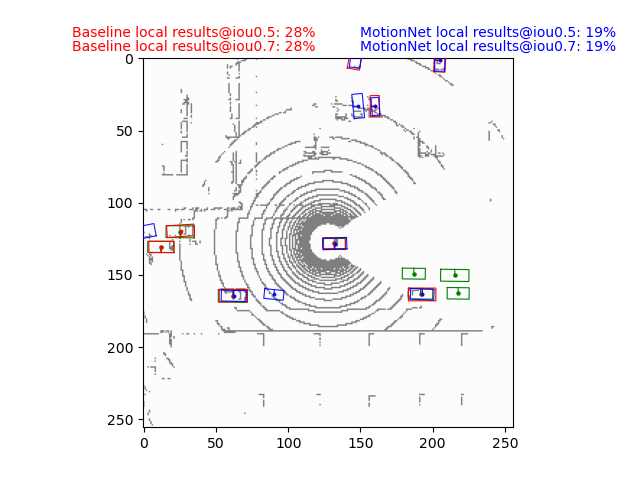 Baseline local results@iou0.5: 28% MotionNet local results@iou0.5: 19%
Baseline local results@iou0.7: 28% MotionNet local results@iou0.7: 19%
0
50
100
150
200
250
0 50 100 150 200 250